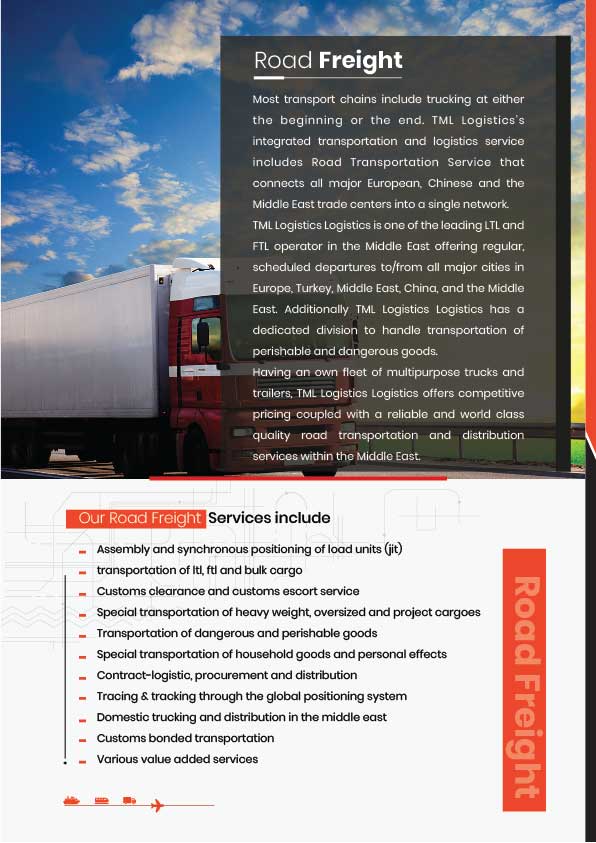 Road Freight
Most transport chains include trucking at either
the beginning or the end. TML Logistics's
integrated transportation and logistics service
includes Road Transportation Service that
connects all major European, Chinese and the
Middle East trade centers into a single network.
TML Logistics Logistics is one of the leading LTL and
FTL operator in the Middle East offering regular,
scheduled departures to/from all major cities in
Europe, Turkey, Middle East, China, and the Middle
East. Additionally TML Logistics Logistics has a
dedicated division to handle transportation of
perishable and dangerous goods.
Having an own fleet of multipurpose trucks and
trailers, TML Logistics Logistics offers competitive
pricing coupled with a reliable and world class
quality road transportation and distribution
services within the Middle East.
Our Road Freight Services include
Assembly and synchronous positioning of load units (jit)
transportation of ltl, ftl and bulk cargo
Customs clearance and customs escort service
Special transportation of heavy weight, oversized and project cargoes
Transportation of dangerous and perishable goods
Special transportation of household goods and personal effects
Contract-logistic, procurement and distribution
Tracing & tracking through the global positioning system
Domestic trucking and distribution in the middle east
Customs bonded transportation
Various value added services
Road Freight